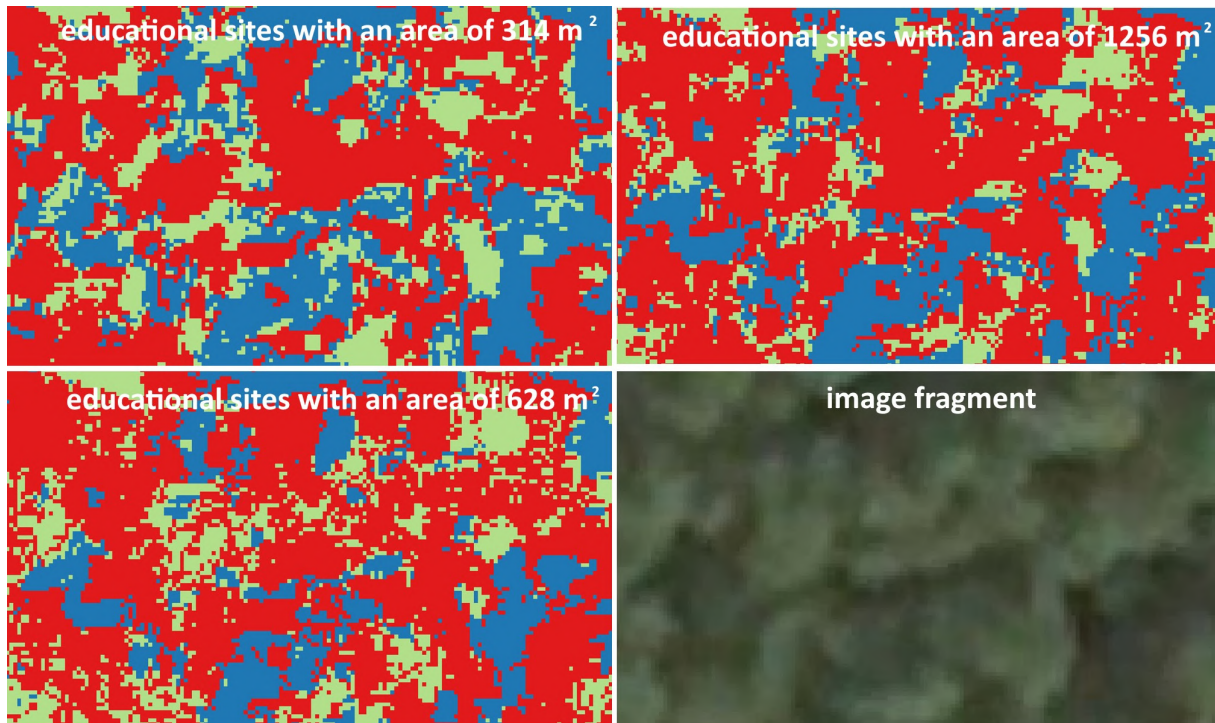 educational sites with an area of 314 m²
educational sites with an area of 1256 m²
educational sites with an area of 628 m²
image fragment